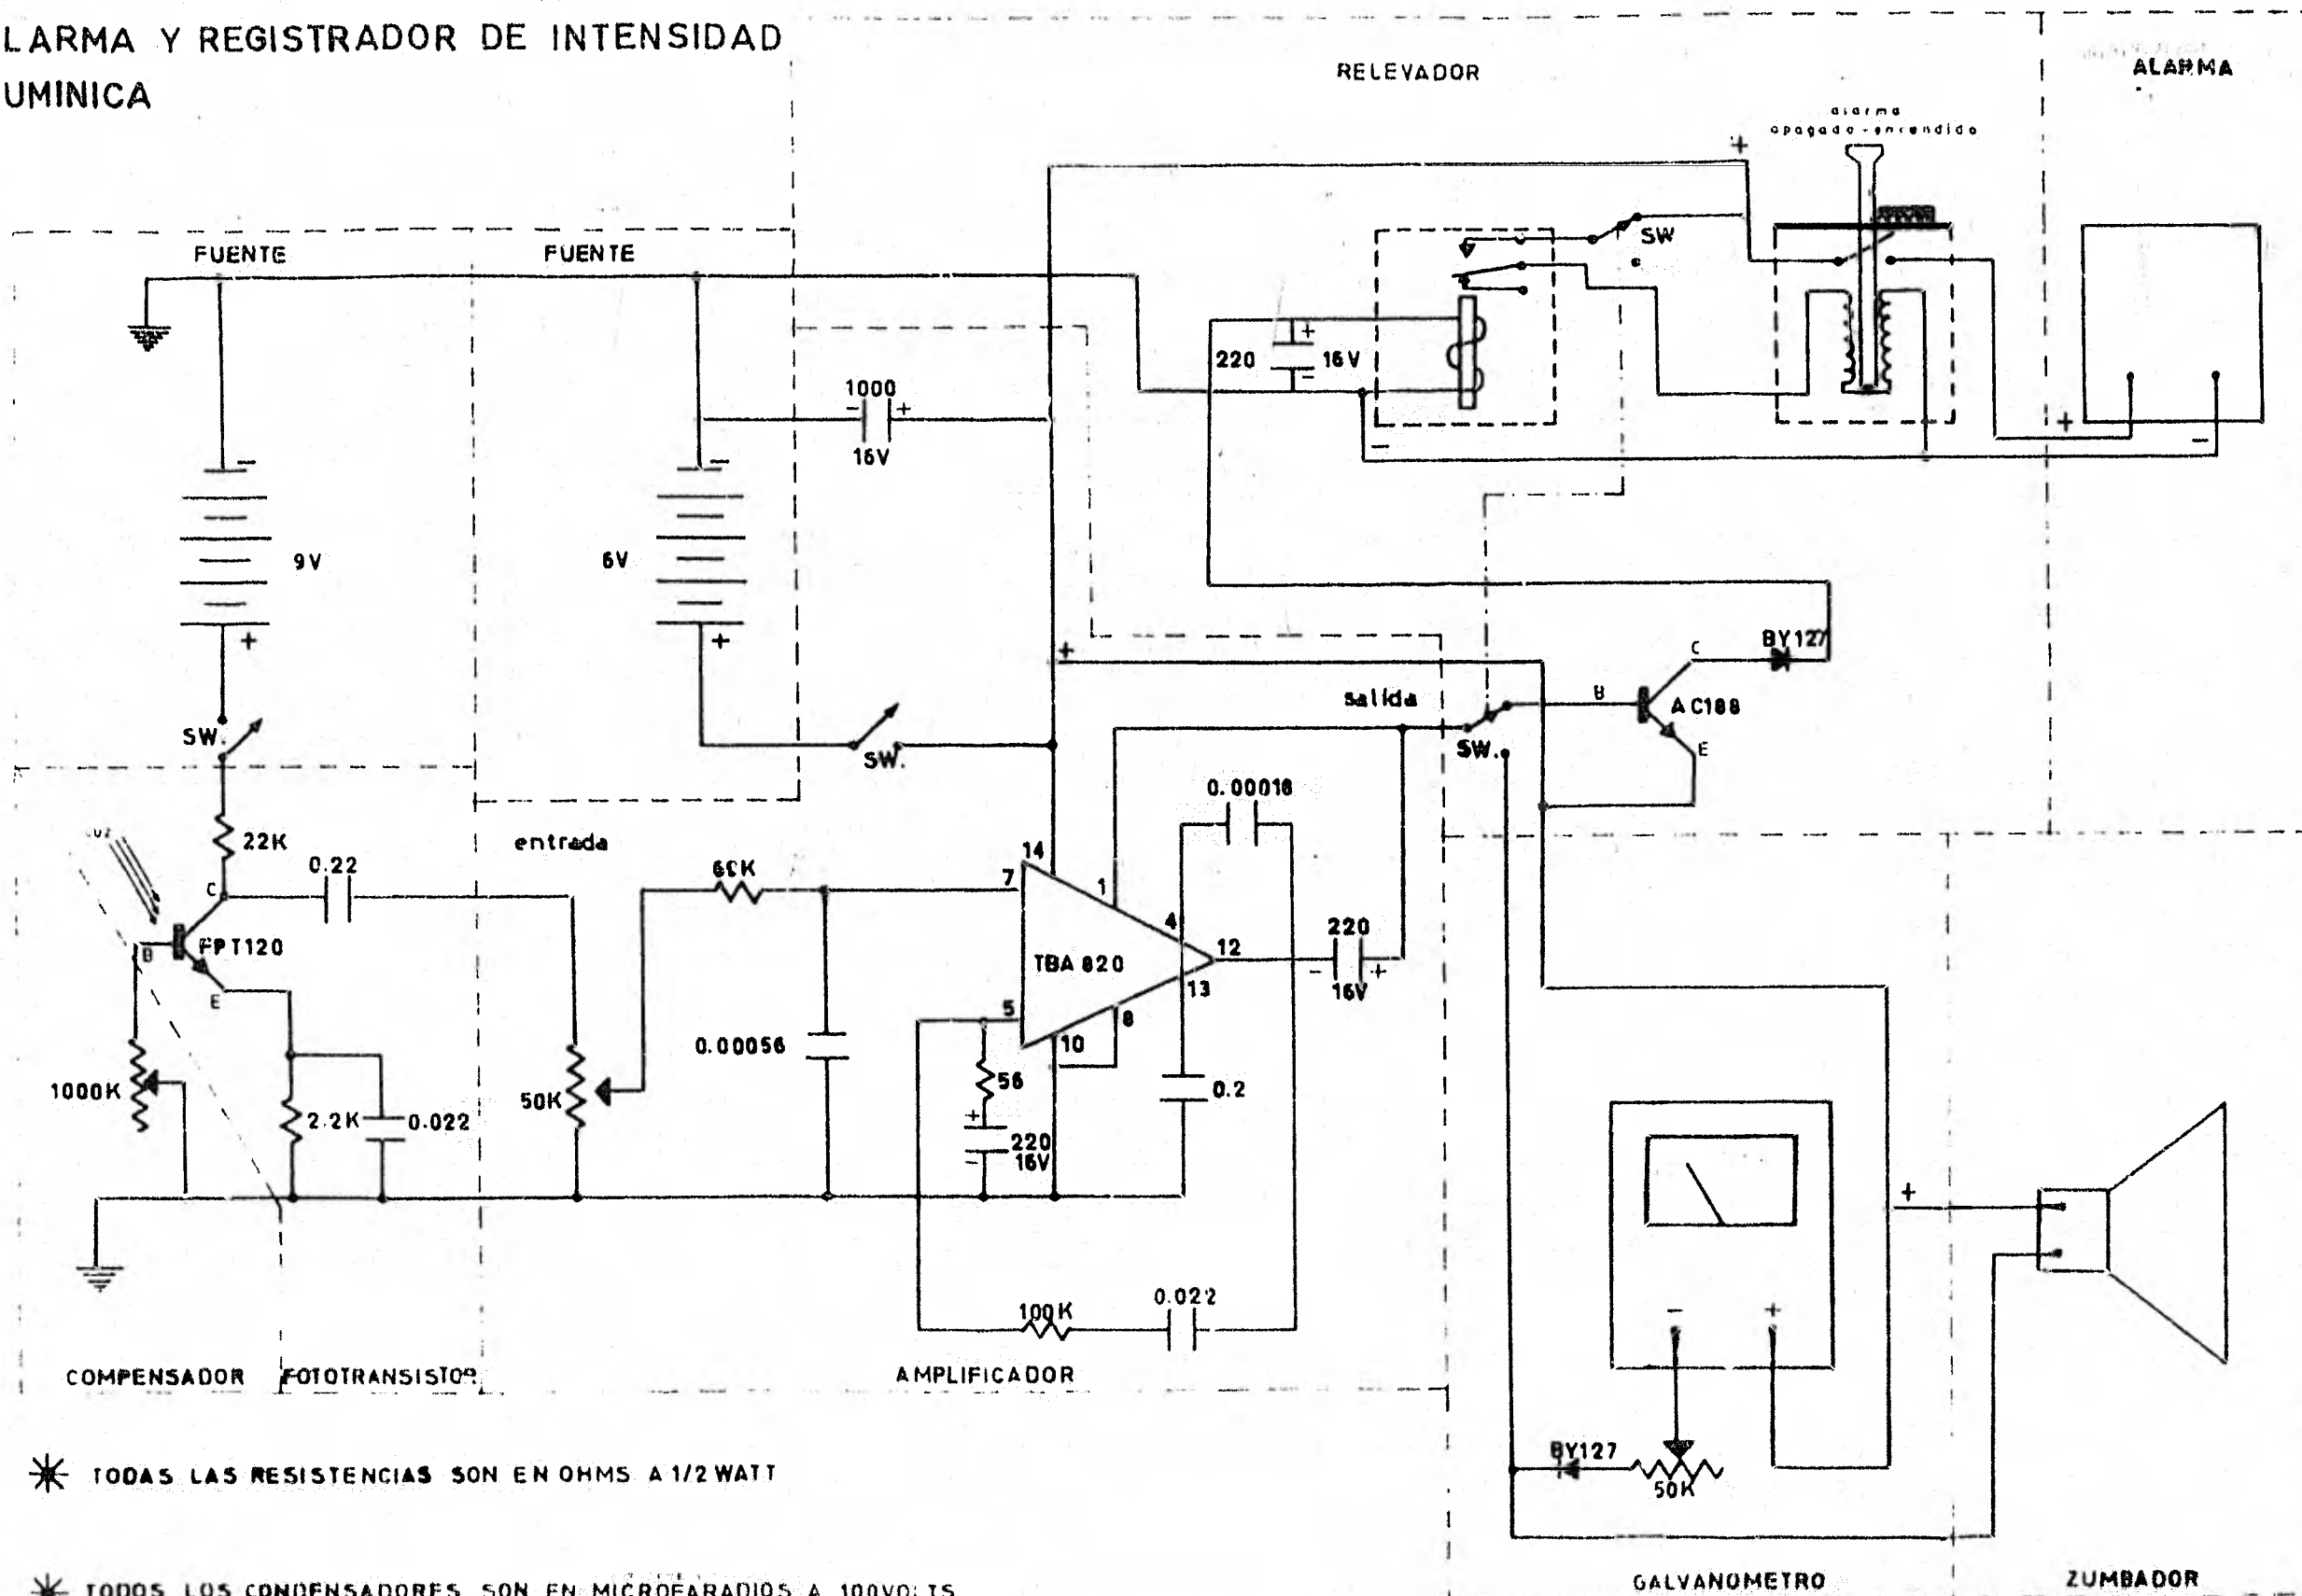 LARMA Y REGISTRADOR DE INTENSIDAD
UMINICA
RELEVADOR
ALARMA
alarma
apagado-encendido
+
FUENTE
FUENTE
SW
+
220
16V
-
1000
-
+
16V
-
+
-
-
-
9V
6V
+
+
+
BY127
C
salida
B
AC188
SW.
SW.
SW.
E
0.00018
entrada
22K
0.22
68K
14
7
1
C
4
220
12
FPT120
B
TBA 820
-
+
13
16V
E
5
8
10
0.00056
56
0.2
1000K
50K
2.2K
0.022
+
220
16V
-
+
100K
0.022
-
+
COMPENSADOR
FOTOTRANSISTOR
AMPLIFICADOR
BY127
50K
TODAS LAS RESISTENCIAS SON EN OHMS A 1/2 WATT
TODOS LOS CONDENSADORES SON EN MICROFARADIOS A 100VOLTS
GALVANOMETRO
ZUMBADOR